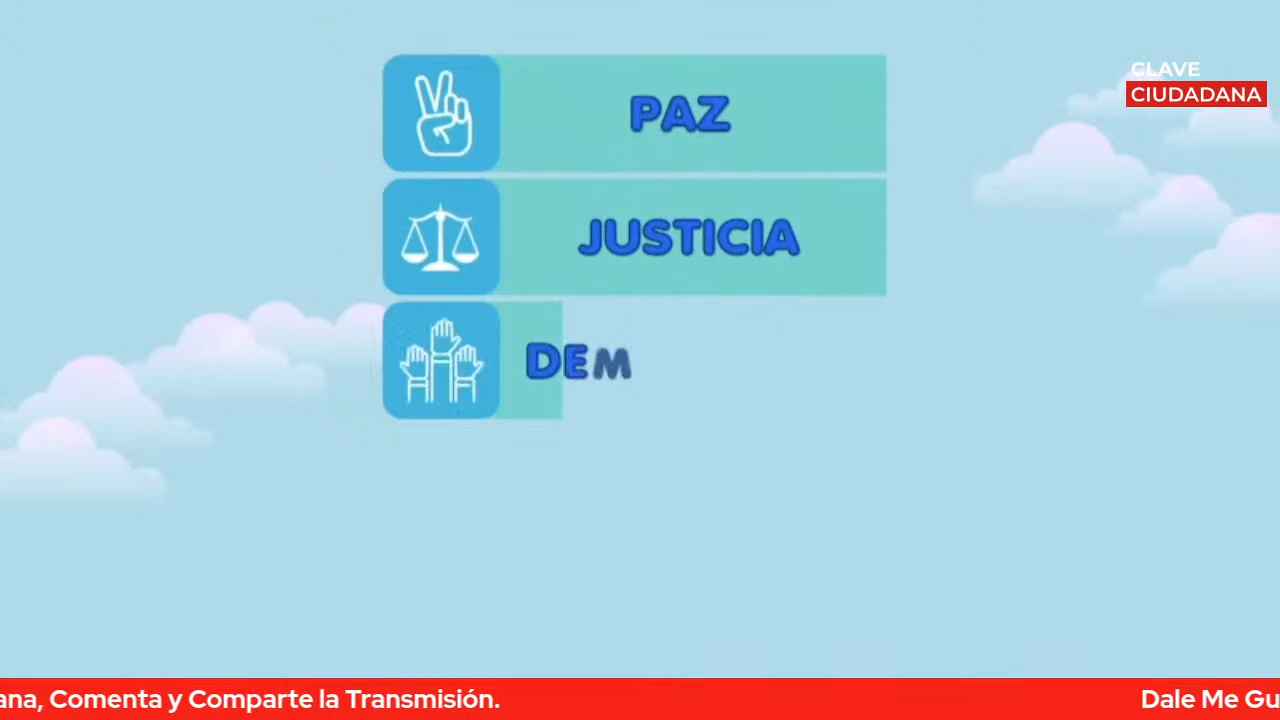 CLAVE
CIUDADANA
PAZ
JUSTICIA
DEM
ana, Comenta y Comparte la Transmisión.
Dale Me Gu